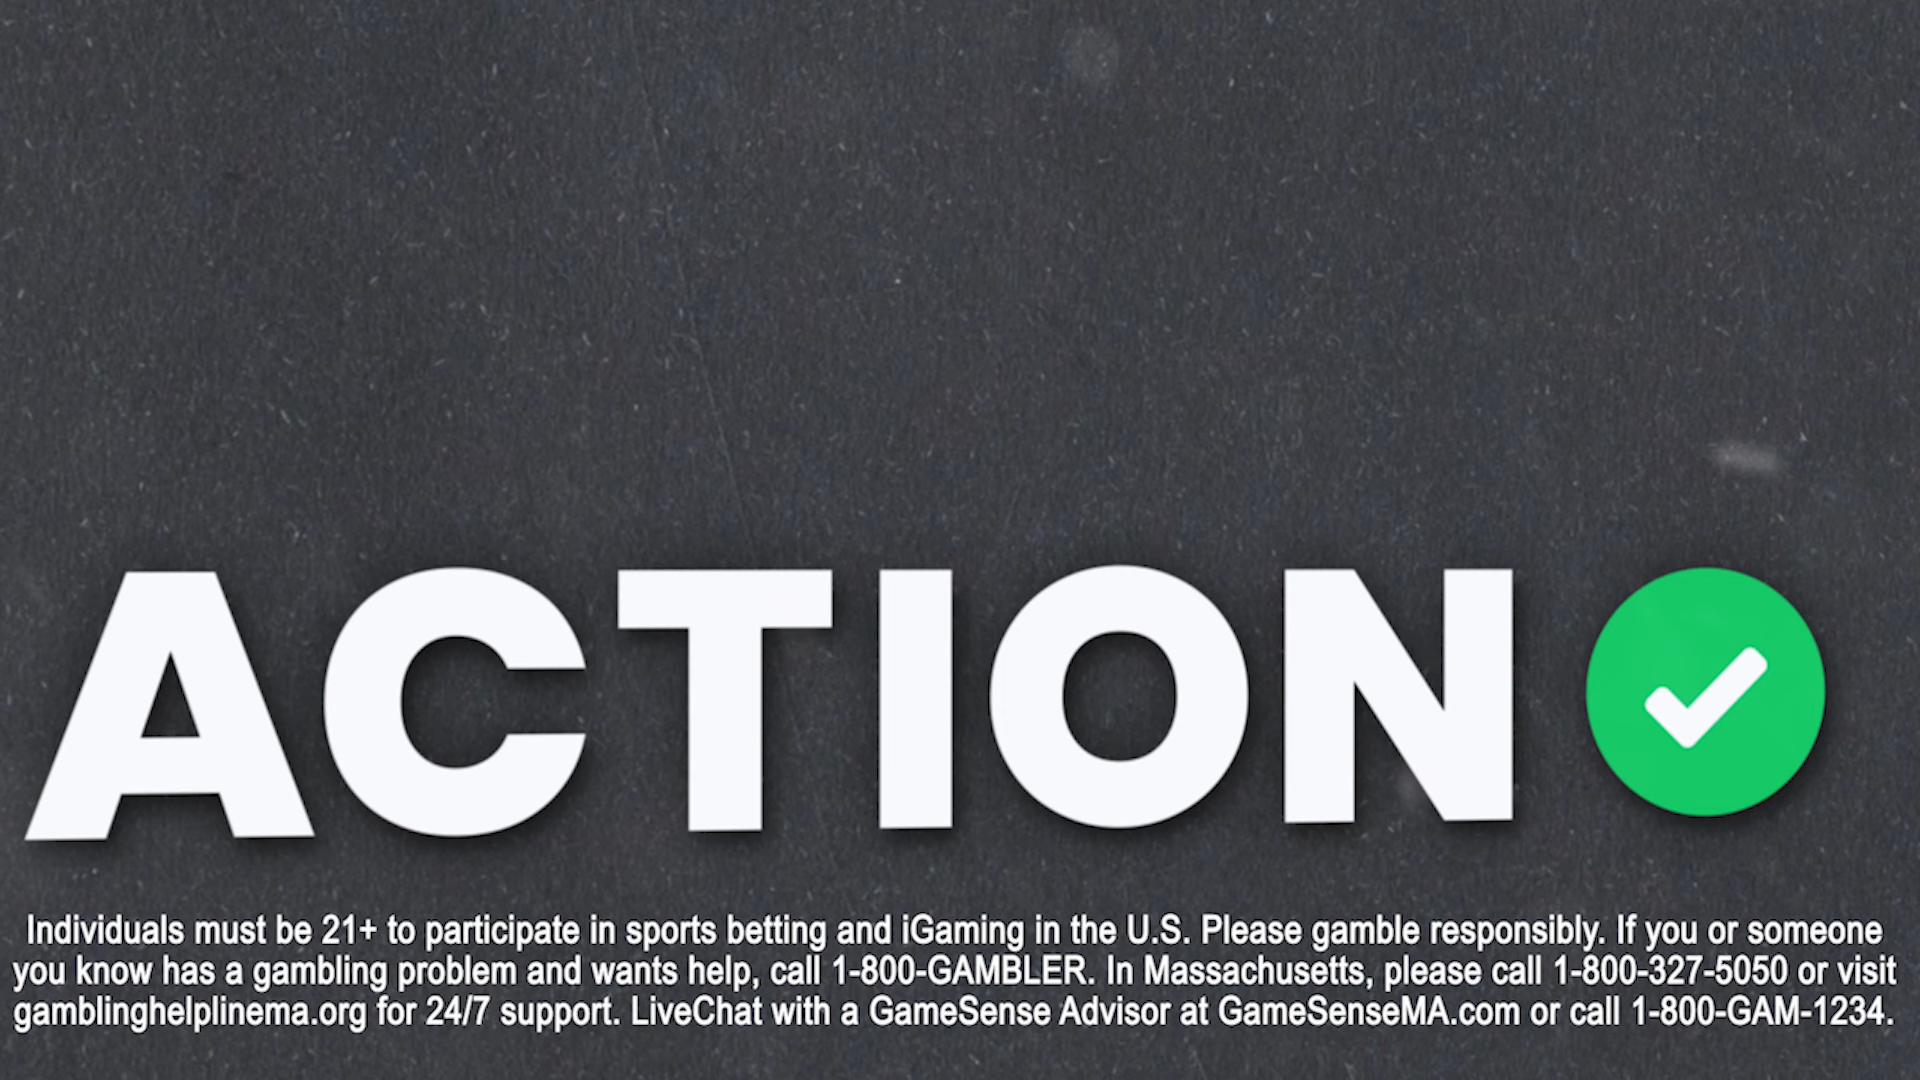 ACTION
Individuals must be 21+ to participate in sports betting and iGaming in the U.S. Please gamble responsibly. If you or someone
you know has a gambling problem and wants help, call 1-800-GAMBLER. In Massachusetts, please call 1-800-327-5050 or visit
gamblinghelplinema.org for 24/7 support. LiveChat with a GameSense Advisor at GameSenseMA.com or call 1-800-GAM-1234.